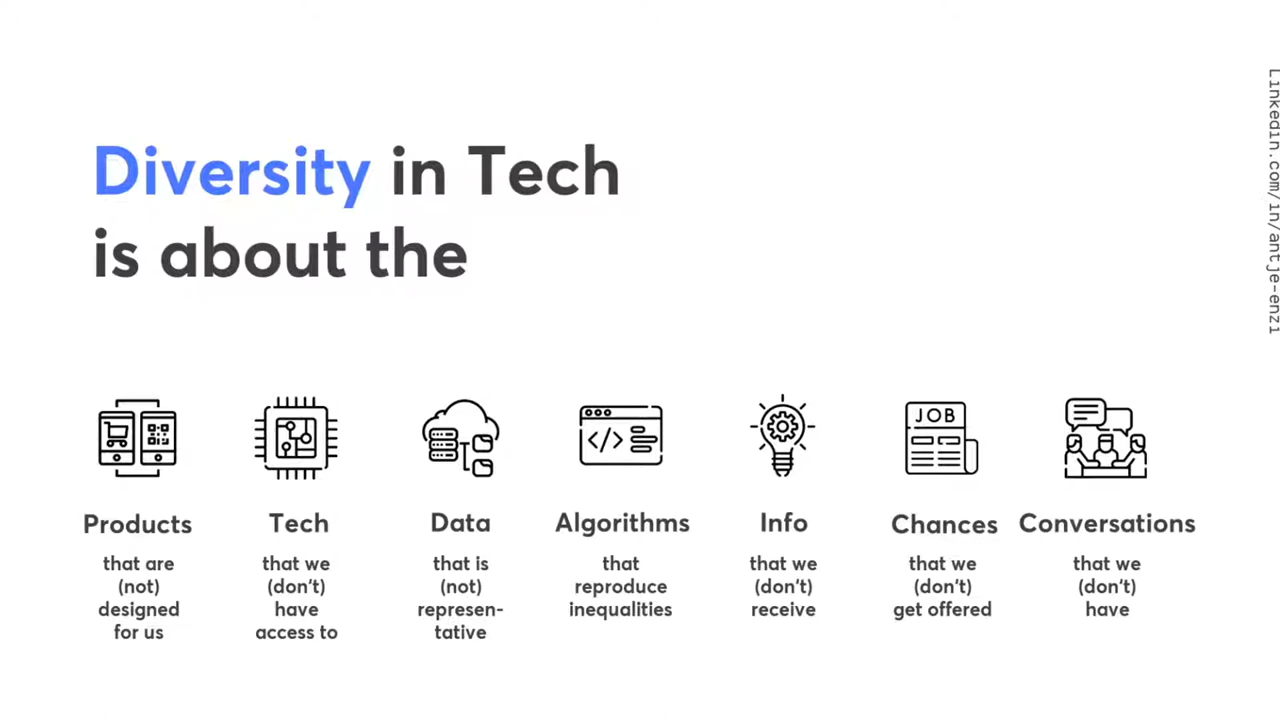 Diversity in Tech
is about the
JOB
Products
that are
(not)
designed
for us
Tech
that we
(don't)
have
access to
Data
that is
(not)
represen-
tative
Algorithms
that
reproduce
inequalities
Info
that we
(don't)
receive
Chances
that we
(don't)
get offered
Conversations
that we
(don't)
have
Linkedin.com/in/antje-enzi